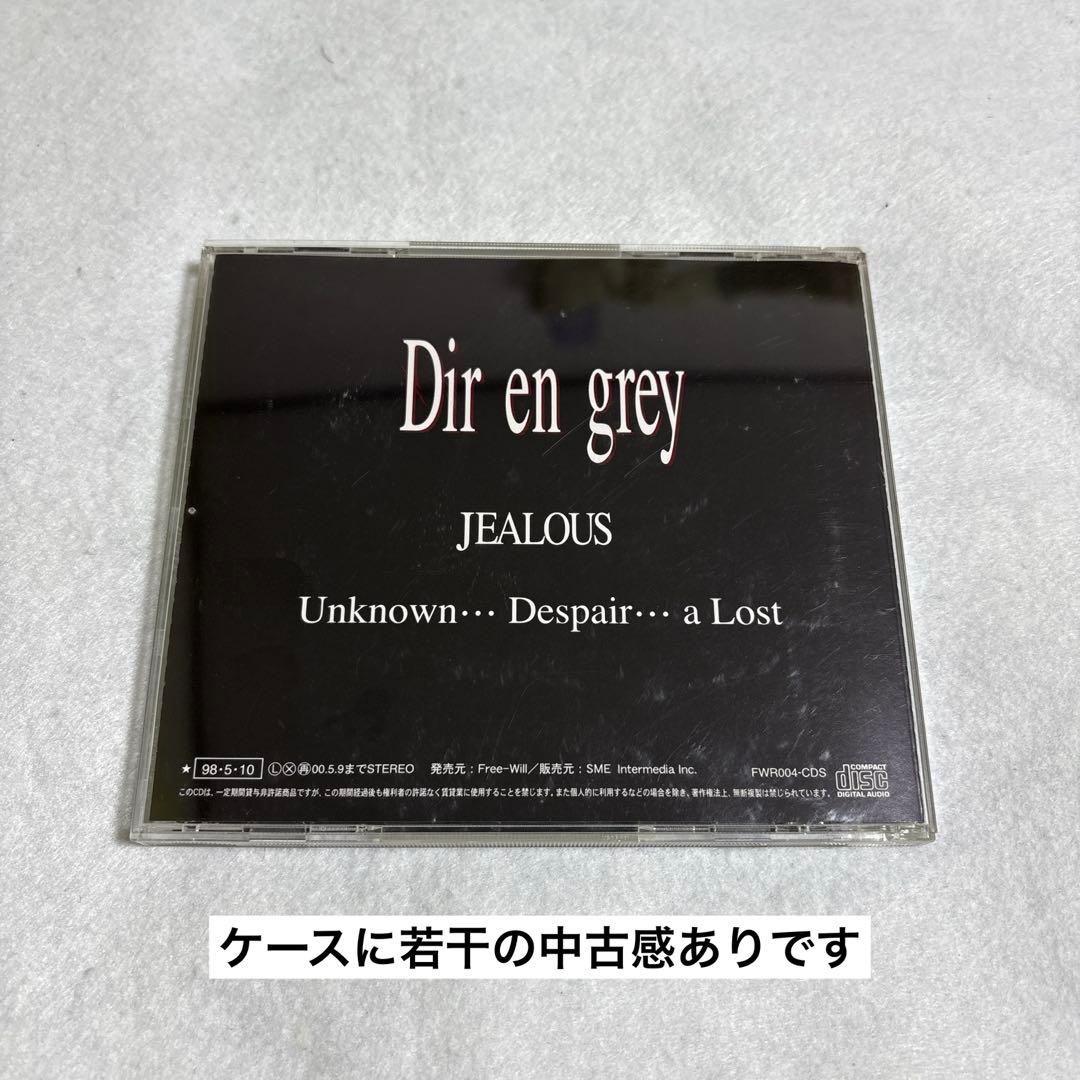 Dir en grey
JEALOUS
Unknown… Despair… a Lost
★ 98・5・10 Ⓛ Ⓧ ㊥00.5.9までSTEREO 発売元：Free-Will／販売元：SME Intermedia Inc. FWR004-CDS COMPACT disc DIGITAL AUDIO
このCDは、一定期間貸与非許諾商品ですが、この期間経過後も権利者の許諾なく賃貸業に使用することを禁じます。また個人的に利用するなどの場合を除き、著作権法上、無断複製は禁じられています。
ケースに若干の中古感ありです